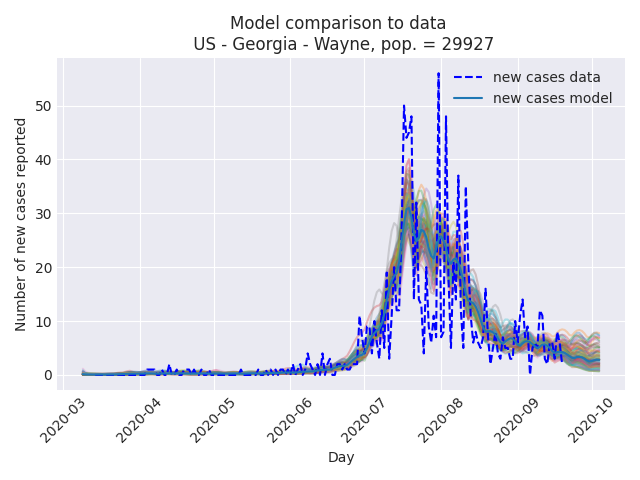 Model comparison to data
US - Georgia - Wayne, pop. = 29927
new cases data
new cases model
Number of new cases reported
50
40
30
20
10
0
2020-03
2020-04
2020-05
2020-06
2020-07
2020-08
2020-09
2020-10
Day